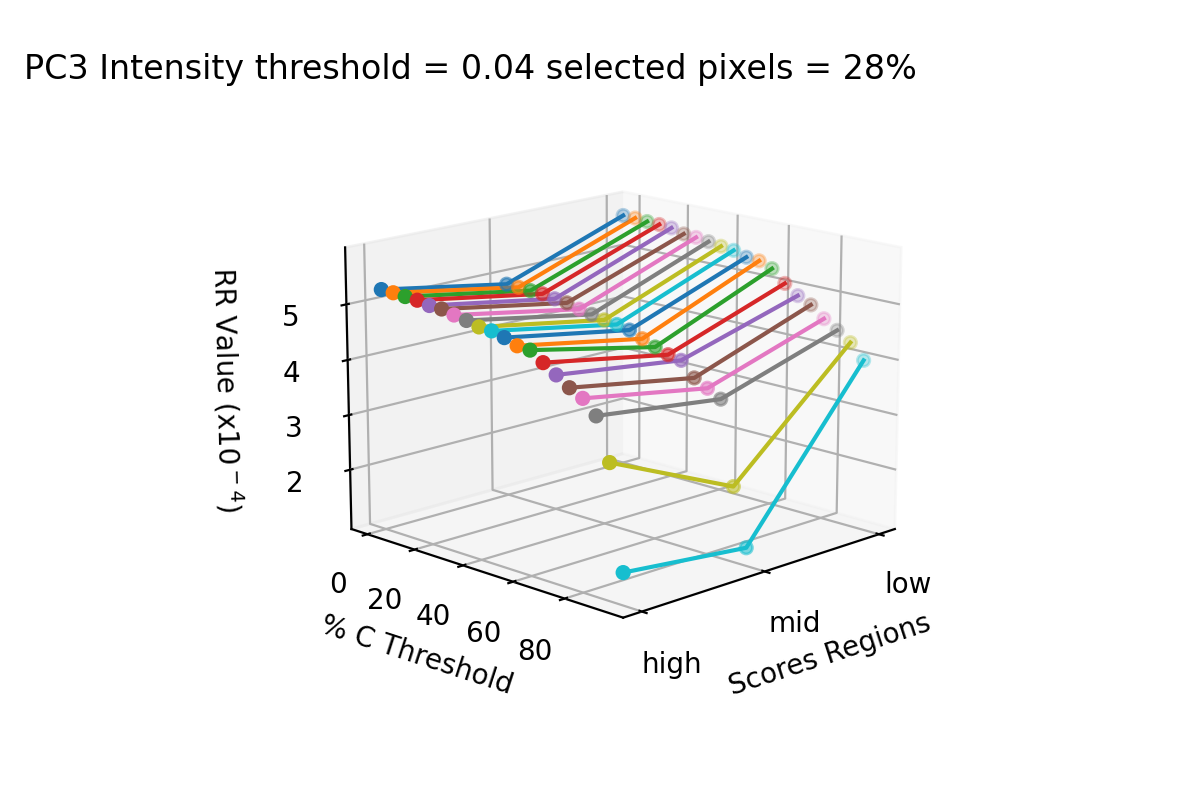 PC3 Intensity threshold = 0.04 selected pixels = 28%
RR Value (x10⁻⁴)
5
4
3
2
0
20
40
60
80
% C Threshold
high
mid
low
Scores Regions